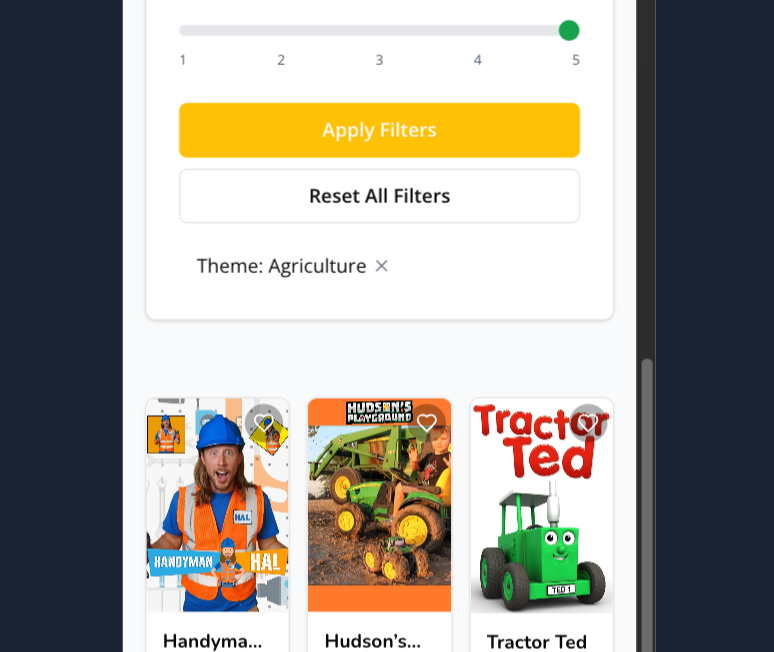 1 2 3 4 5
Apply Filters
Reset All Filters
Theme: Agriculture ×
HAL
HANDYMAN HAL
HUDSON'S
PLAYGROUND
Tractor
Ted
TED 1
Handyma... Hudson's... Tractor Ted